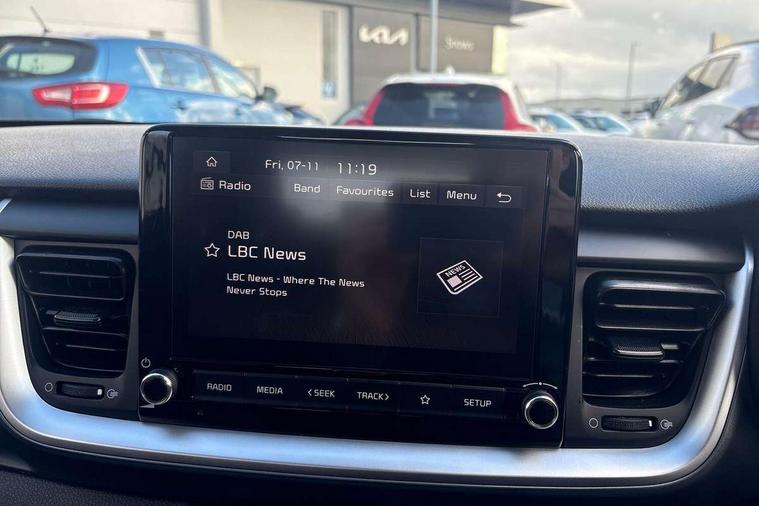 KIA
Fri, 07-11 11:19
Radio Band Favourites List Menu
DAB
LBC News
LBC News - Where The News
Never Stops
NEWS
RADIO MEDIA < SEEK TRACK > SETUP